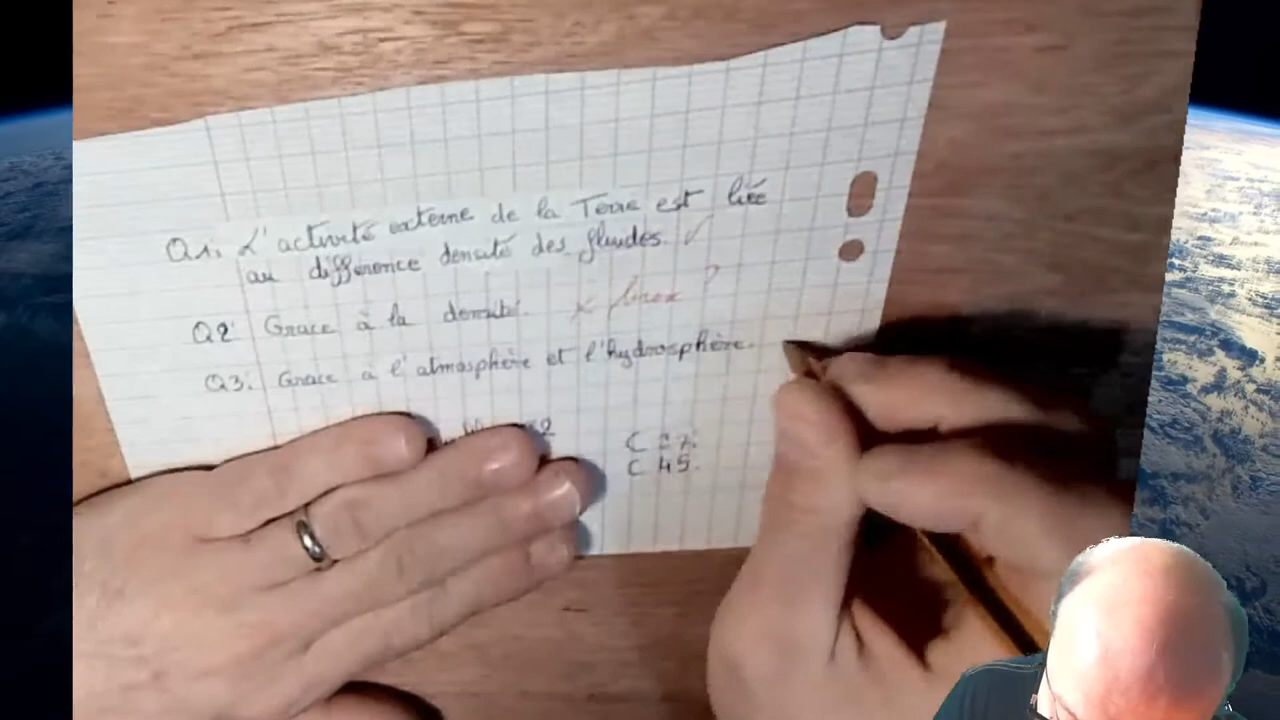 Q1. L'activité externe de la Terre est liée
au différence densité des fluides. ✓
Q2 Grace à la densité. x
Q3. Grace à l'atmosphère et l'hydrosphère.
C 27.
C 45.